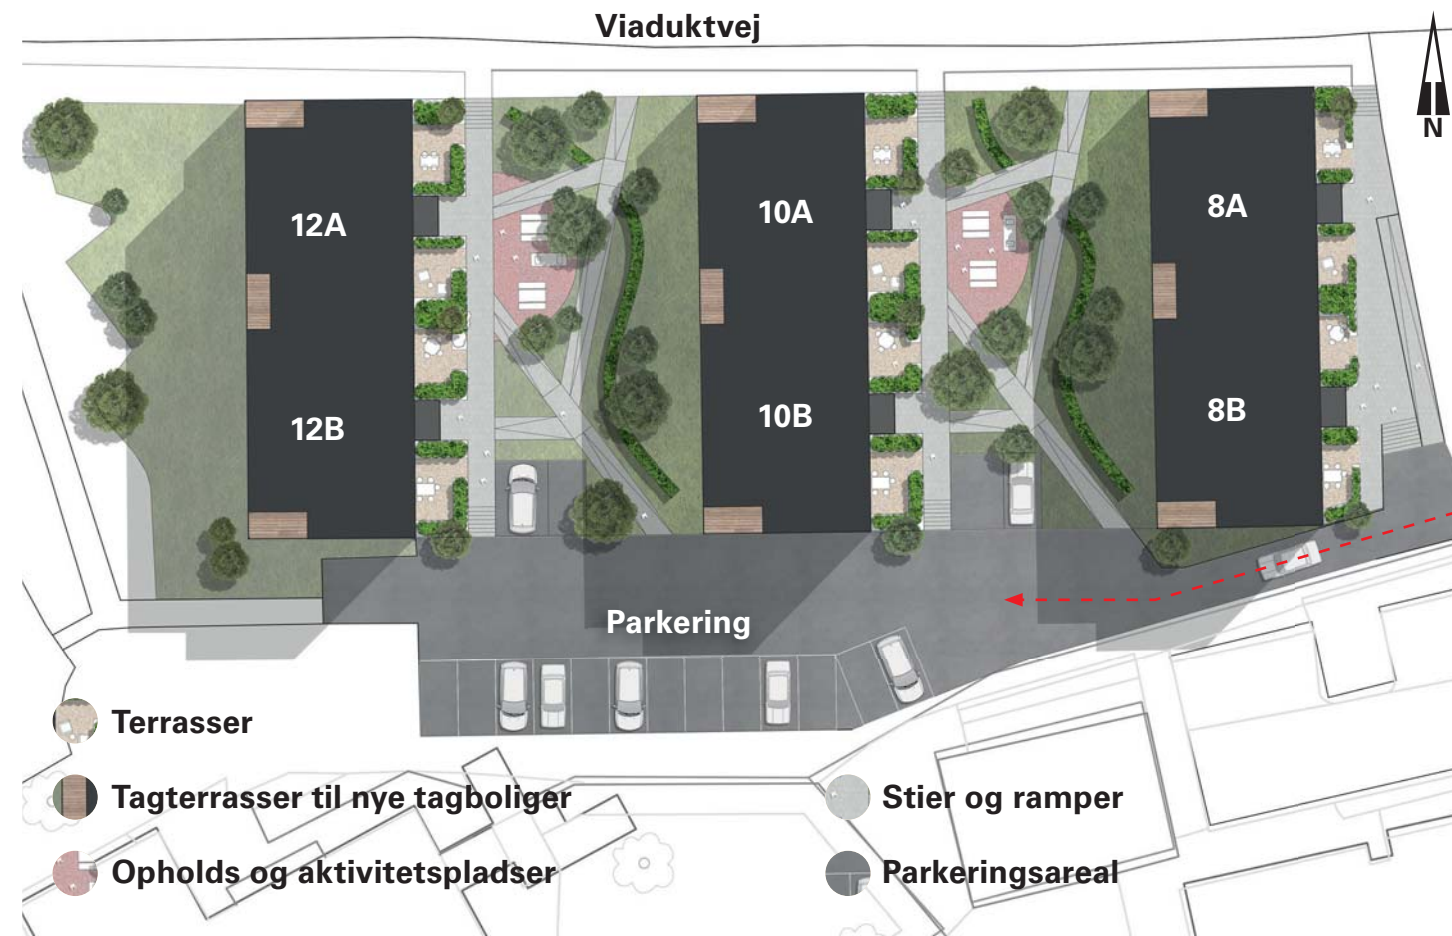 Viaduktvej
N
12A
10A
8A
12B
10B
8B
Parkering
Terrasser
Tagterrasser til nye tagboliger
Stier og ramper
Opholds og aktivitetspladser
Parkeringsareal